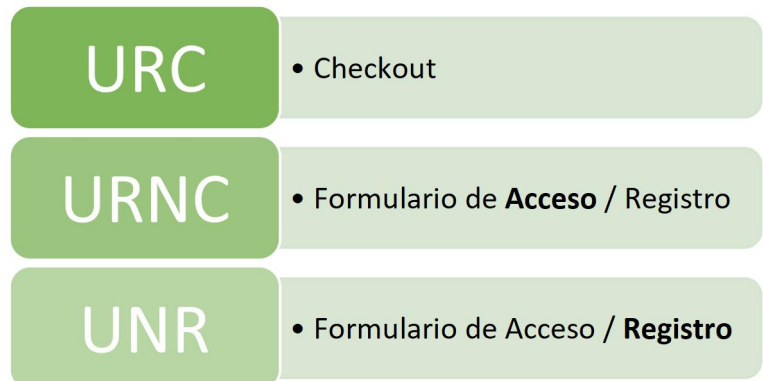 URC
• Checkout
URNC
• Formulario de Acceso / Registro
UNR
• Formulario de Acceso / Registro